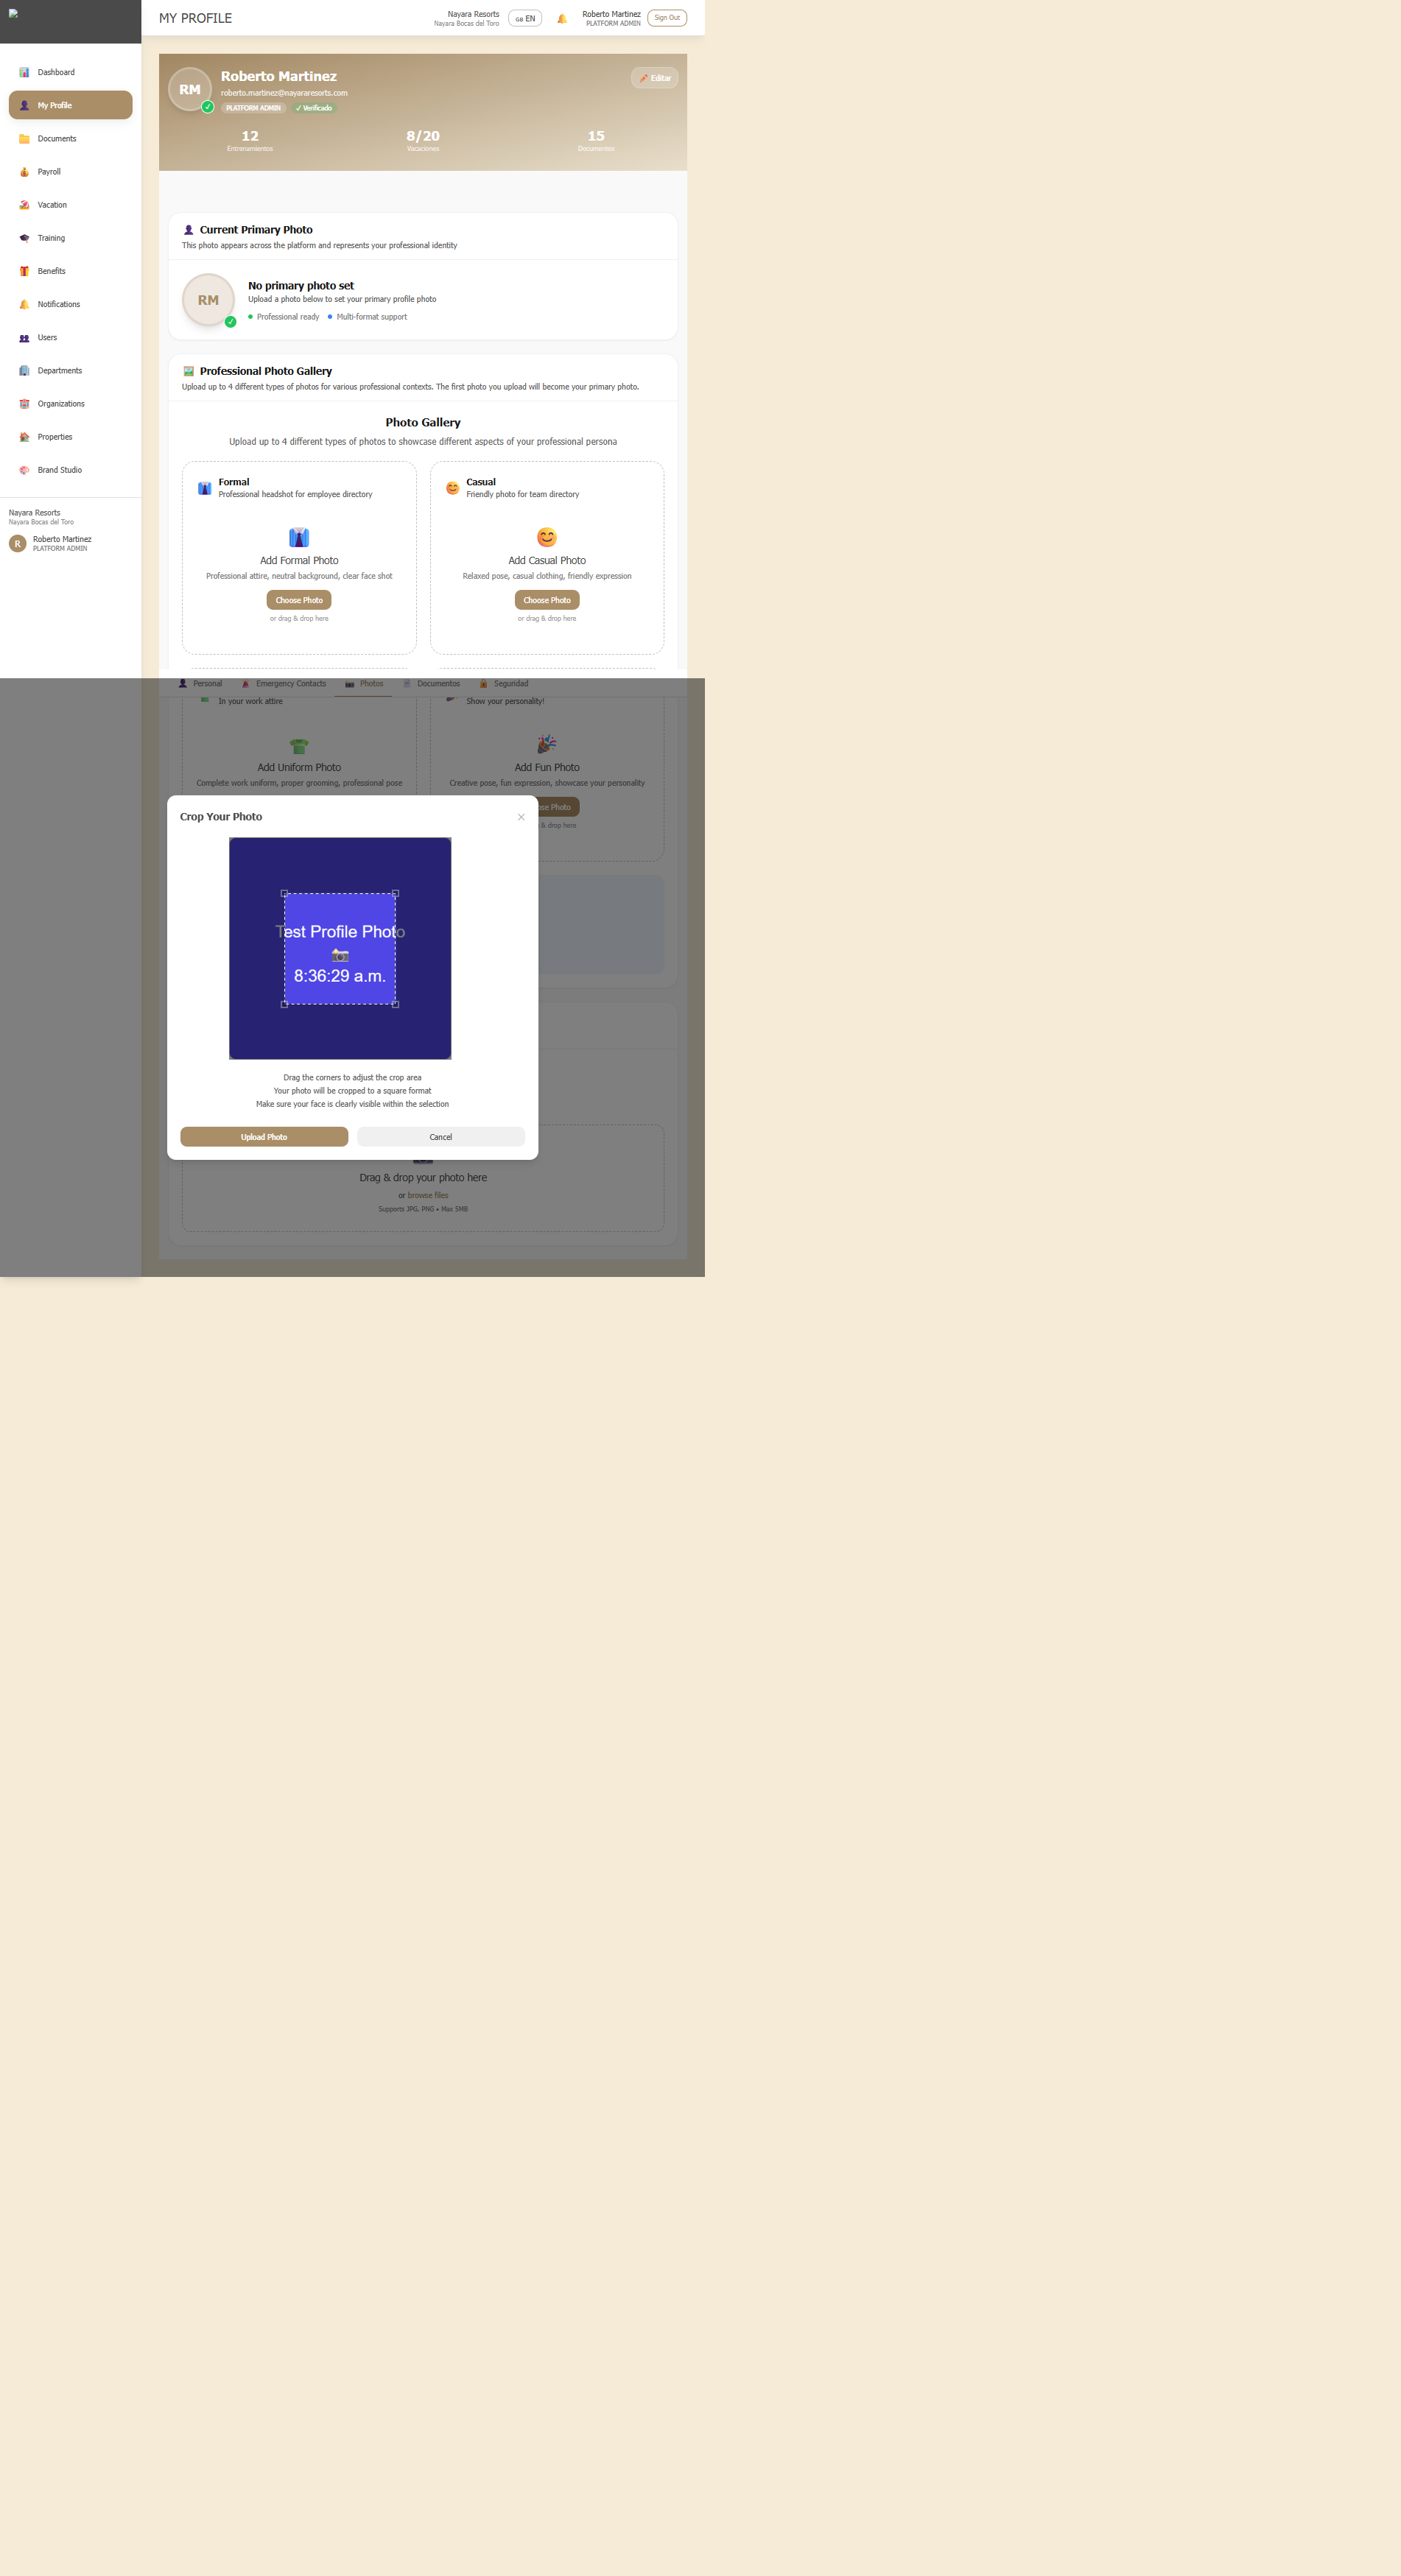 MY PROFILE
Nayara Resorts
Nayara Bocas del Toro
GB EN
Roberto Martinez
PLATFORM ADMIN
Sign Out
Dashboard
My Profile
Documents
Payroll
Vacation
Training
Benefits
Notifications
Users
Departments
Organizations
Properties
Brand Studio
Nayara Resorts
Nayara Bocas del Toro
R
Roberto Martinez
PLATFORM ADMIN
RM
Roberto Martinez
roberto.martinez@nayararesorts.com
PLATFORM ADMIN
✓ Verificado
Editar
12
Entrenamientos
8/20
Vacaciones
15
Documentos
Current Primary Photo
This photo appears across the platform and represents your professional identity
RM
No primary photo set
Upload a photo below to set your primary profile photo
Professional ready
Multi-format support
Professional Photo Gallery
Upload up to 4 different types of photos for various professional contexts. The first photo you upload will become your primary photo.
Photo Gallery
Upload up to 4 different types of photos to showcase different aspects of your professional persona
Formal
Professional headshot for employee directory
Add Formal Photo
Professional attire, neutral background, clear face shot
Choose Photo
or drag & drop here
Casual
Friendly photo for team directory
Add Casual Photo
Relaxed pose, casual clothing, friendly expression
Choose Photo
or drag & drop here
Personal
Emergency Contacts
Photos
Documentos
Seguridad
In your work attire
Add Uniform Photo
Complete work uniform, proper grooming, professional pose
Show your personality!
Add Fun Photo
Creative pose, fun expression, showcase your personality
Photo
& drop here
Crop Your Photo
×
Test Profile Photo
8:36:29 a.m.
Drag the corners to adjust the crop area
Your photo will be cropped to a square format
Make sure your face is clearly visible within the selection
Upload Photo
Cancel
Drag & drop your photo here
or browse files
Supports JPG, PNG • Max 5MB